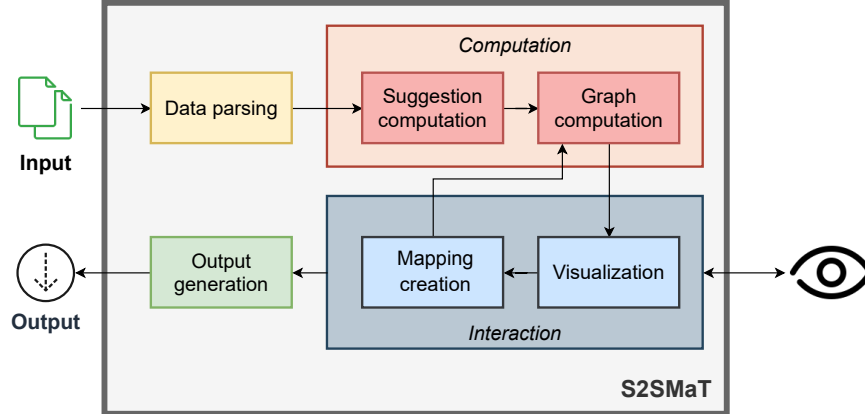 Computation
Data parsing
Suggestion
computation
Graph
computation
Input
Output
generation
Mapping
creation
Visualization
Output
Interaction
S2SMaT